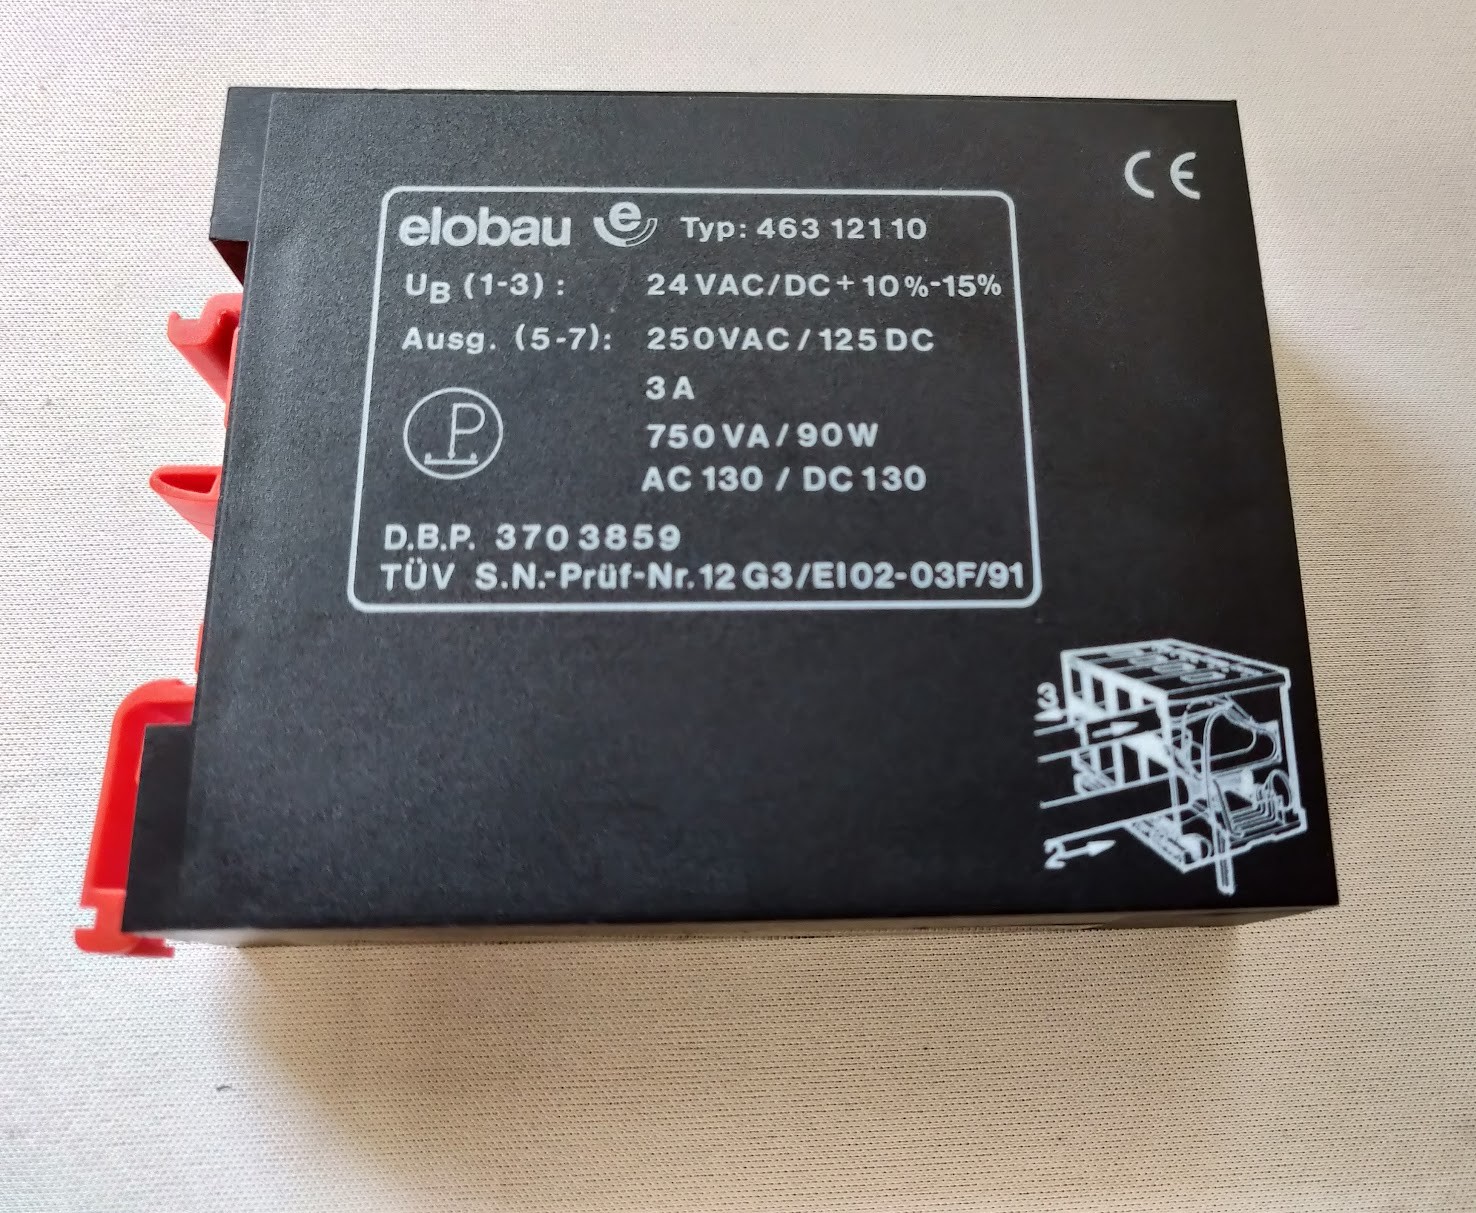 CE
elobau e Typ: 463 121 10
UB (1-3) : 24 VAC/DC + 10%-15%
Ausg. (5-7): 250VAC / 125 DC
3 A
P 750 VA / 90 W
AC 130 / DC 130
D.B.P. 370 3859
TÜV S.N.-Prüf-Nr. 12 G3/EI02-03F/91
3
2